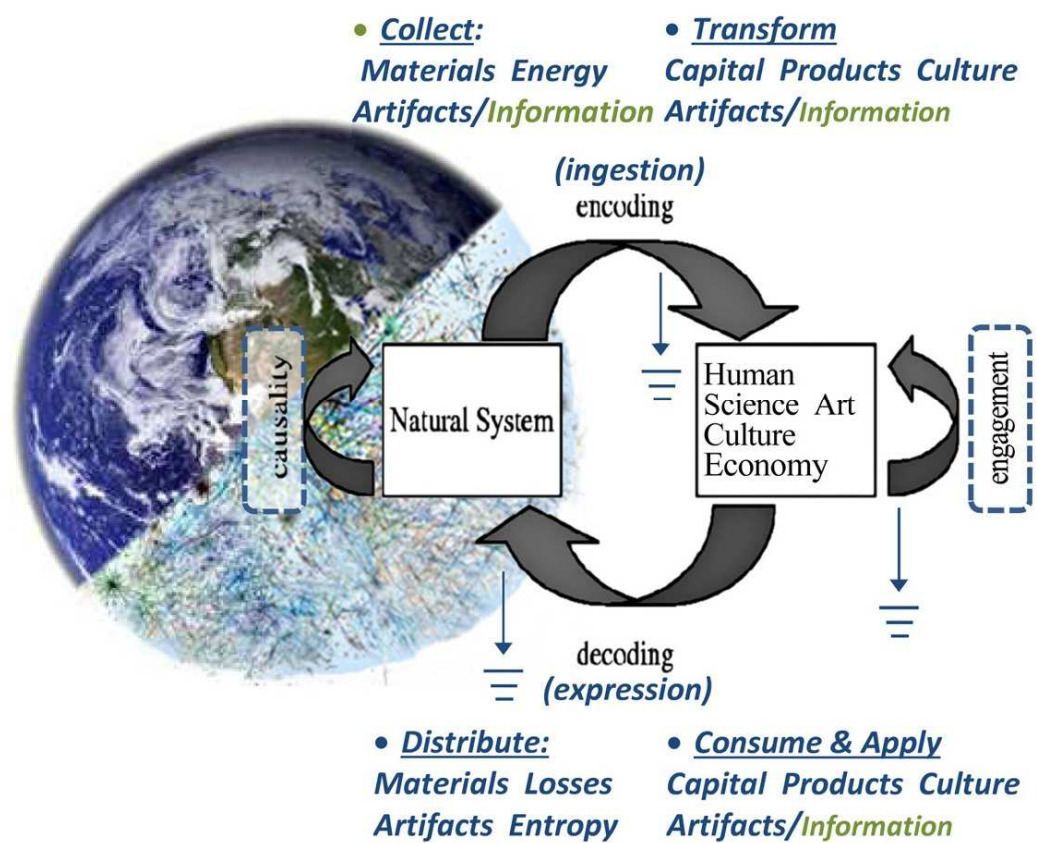 • Collect:
Materials Energy
Artifacts/Information
• Transform
Capital Products Culture
Artifacts/Information
(ingestion)
encoding
causality
Natural System
Human
Science Art
Culture
Economy
engagement
decoding
(expression)
• Distribute:
Materials Losses
Artifacts Entropy
• Consume & Apply
Capital Products Culture
Artifacts/Information